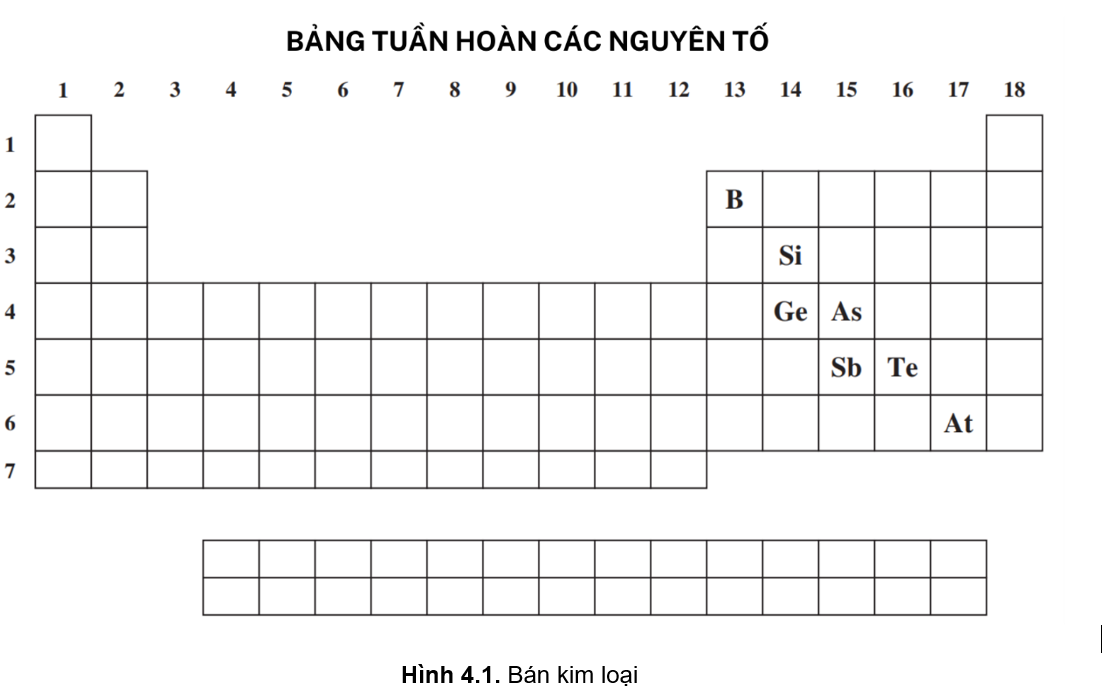 BẢNG TUẦN HOÀN CÁC NGUYÊN TỐ
1 2 3 4 5 6 7 8 9 10 11 12 13 14 15 16 17 18
1
2 B
3 Si
4 Ge As
5 Sb Te
6 At
7
Hình 4.1. Bán kim loại